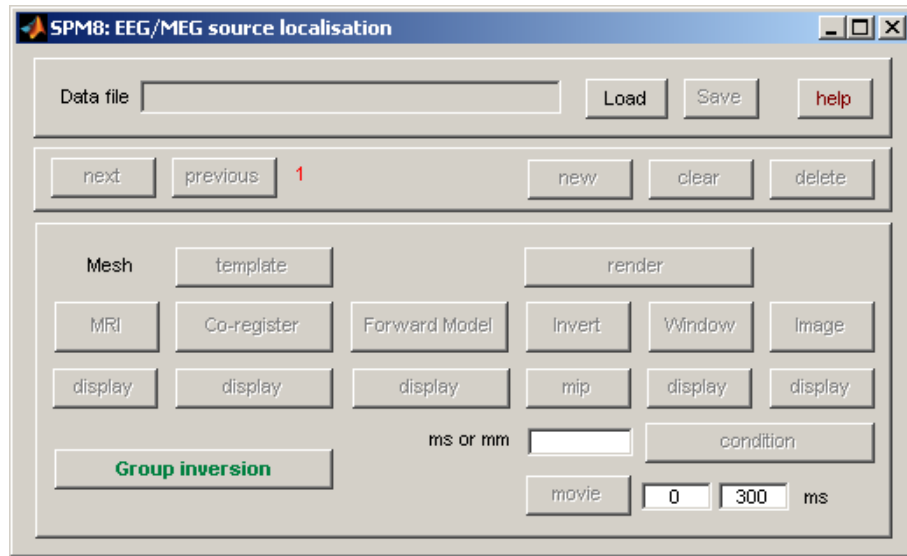 SPM8: EEG/MEG source localisation
Data file Load Save help
next previous 1 new clear delete
Mesh template render
MRI Co-register Forward Model Invert Window Image
display display display mip display display
ms or mm condition
Group inversion
movie 0 300 ms